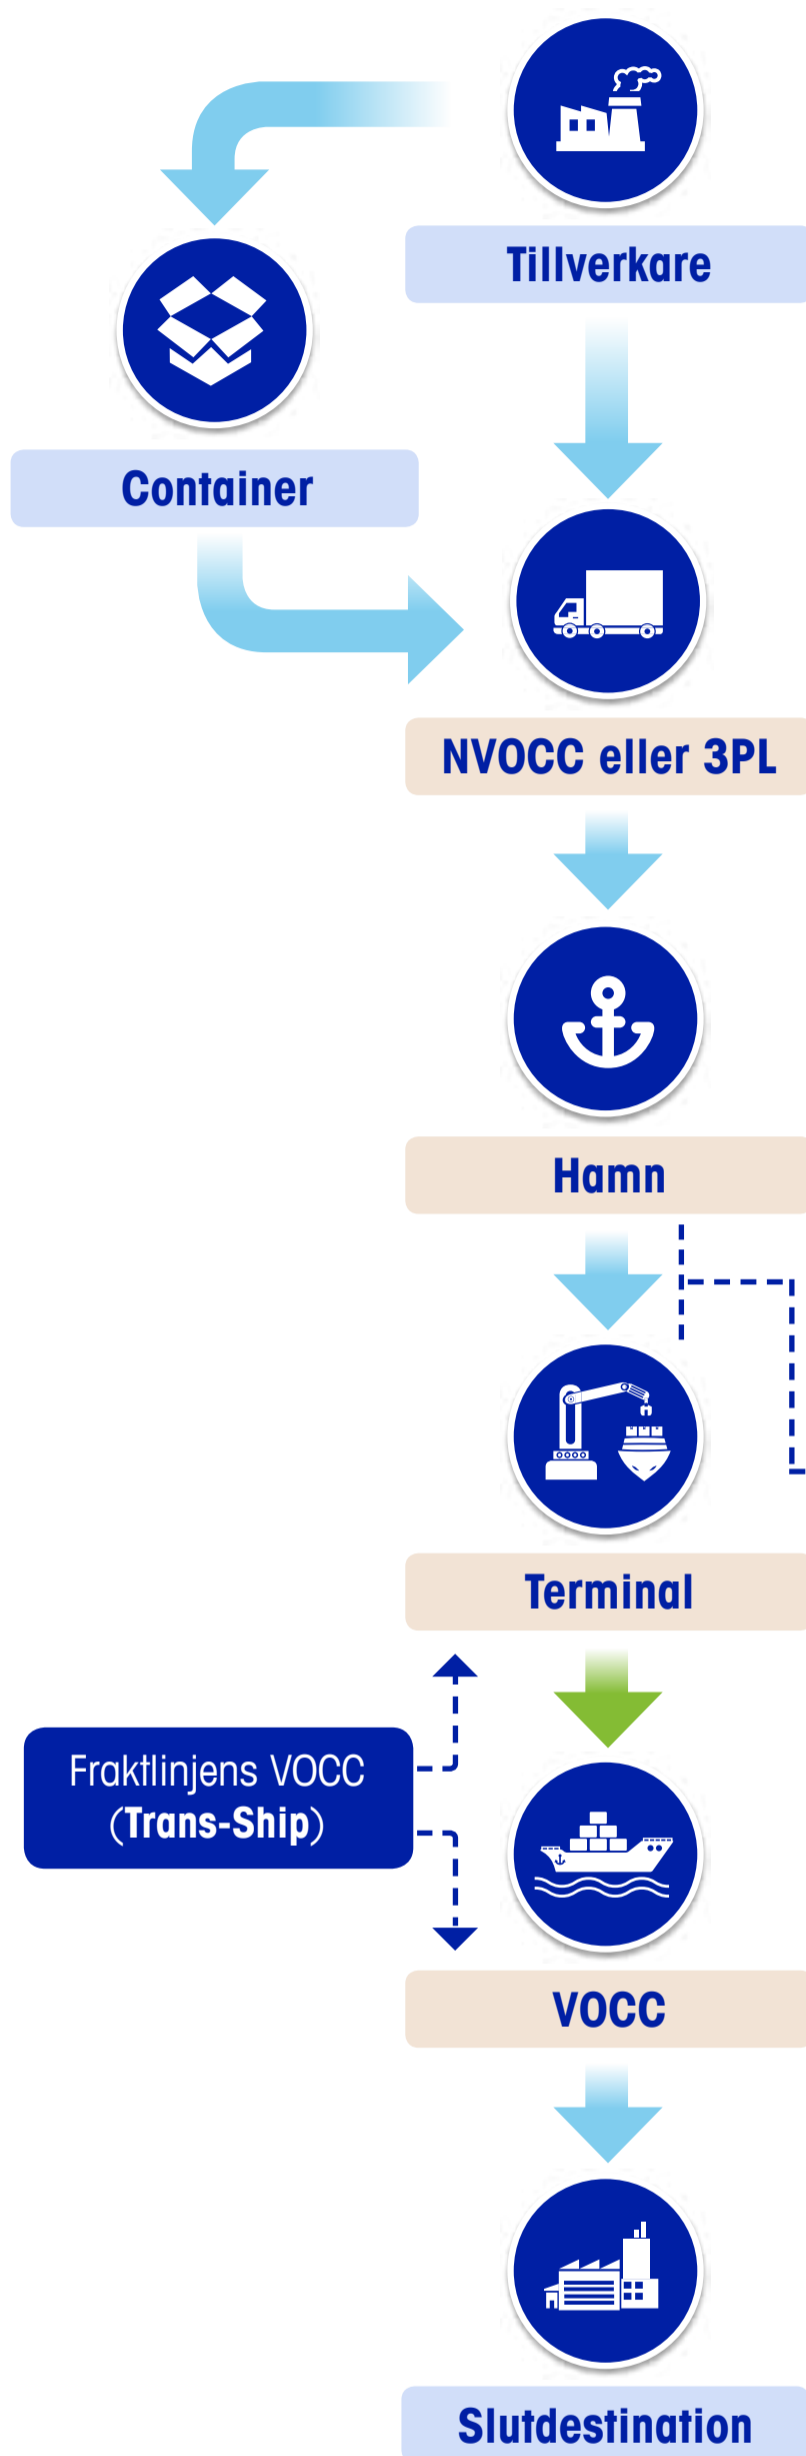 Tillverkare
Container
NVOCC eller 3PL
Hamn
Terminal
Fraktlinjens VOCC
(Trans-Ship)
VOCC
Slutdestination